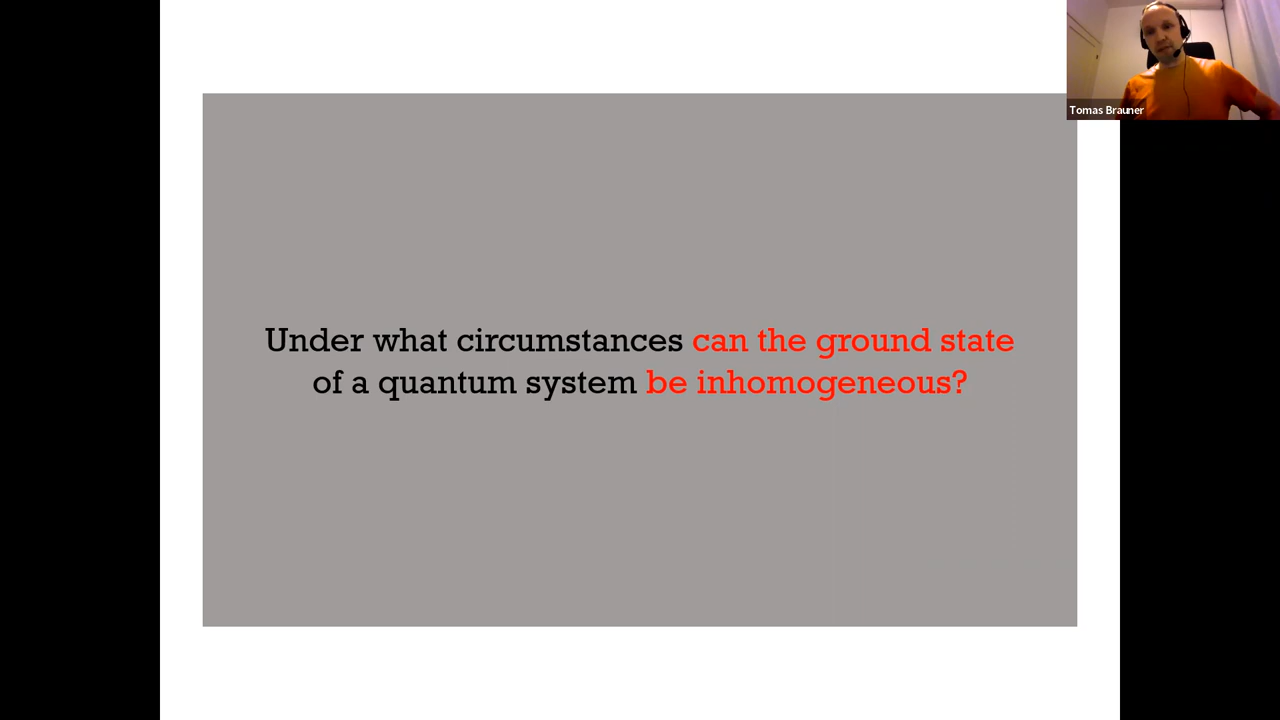 Tomas Brauner
Under what circumstances can the ground state
of a quantum system be inhomogeneous?